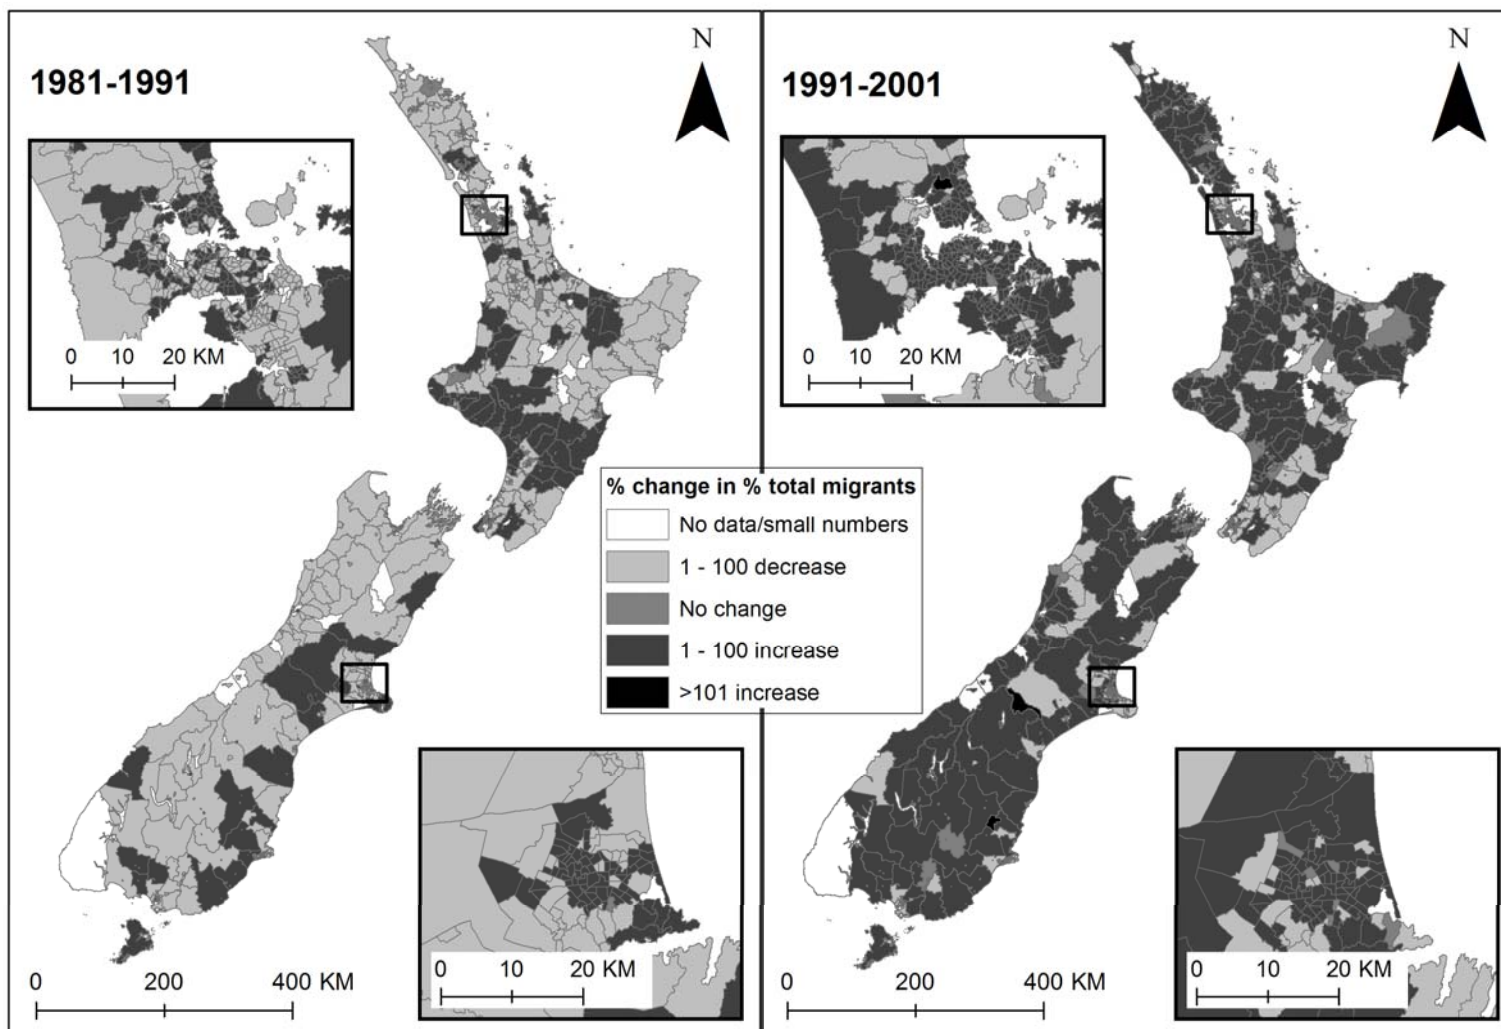 1981-1991
N
0 10 20 KM
1991-2001
N
0 10 20 KM
% change in % total migrants
No data/small numbers
1 - 100 decrease
No change
1 - 100 increase
>101 increase
0 200 400 KM
0 10 20 KM
0 200 400 KM
0 10 20 KM